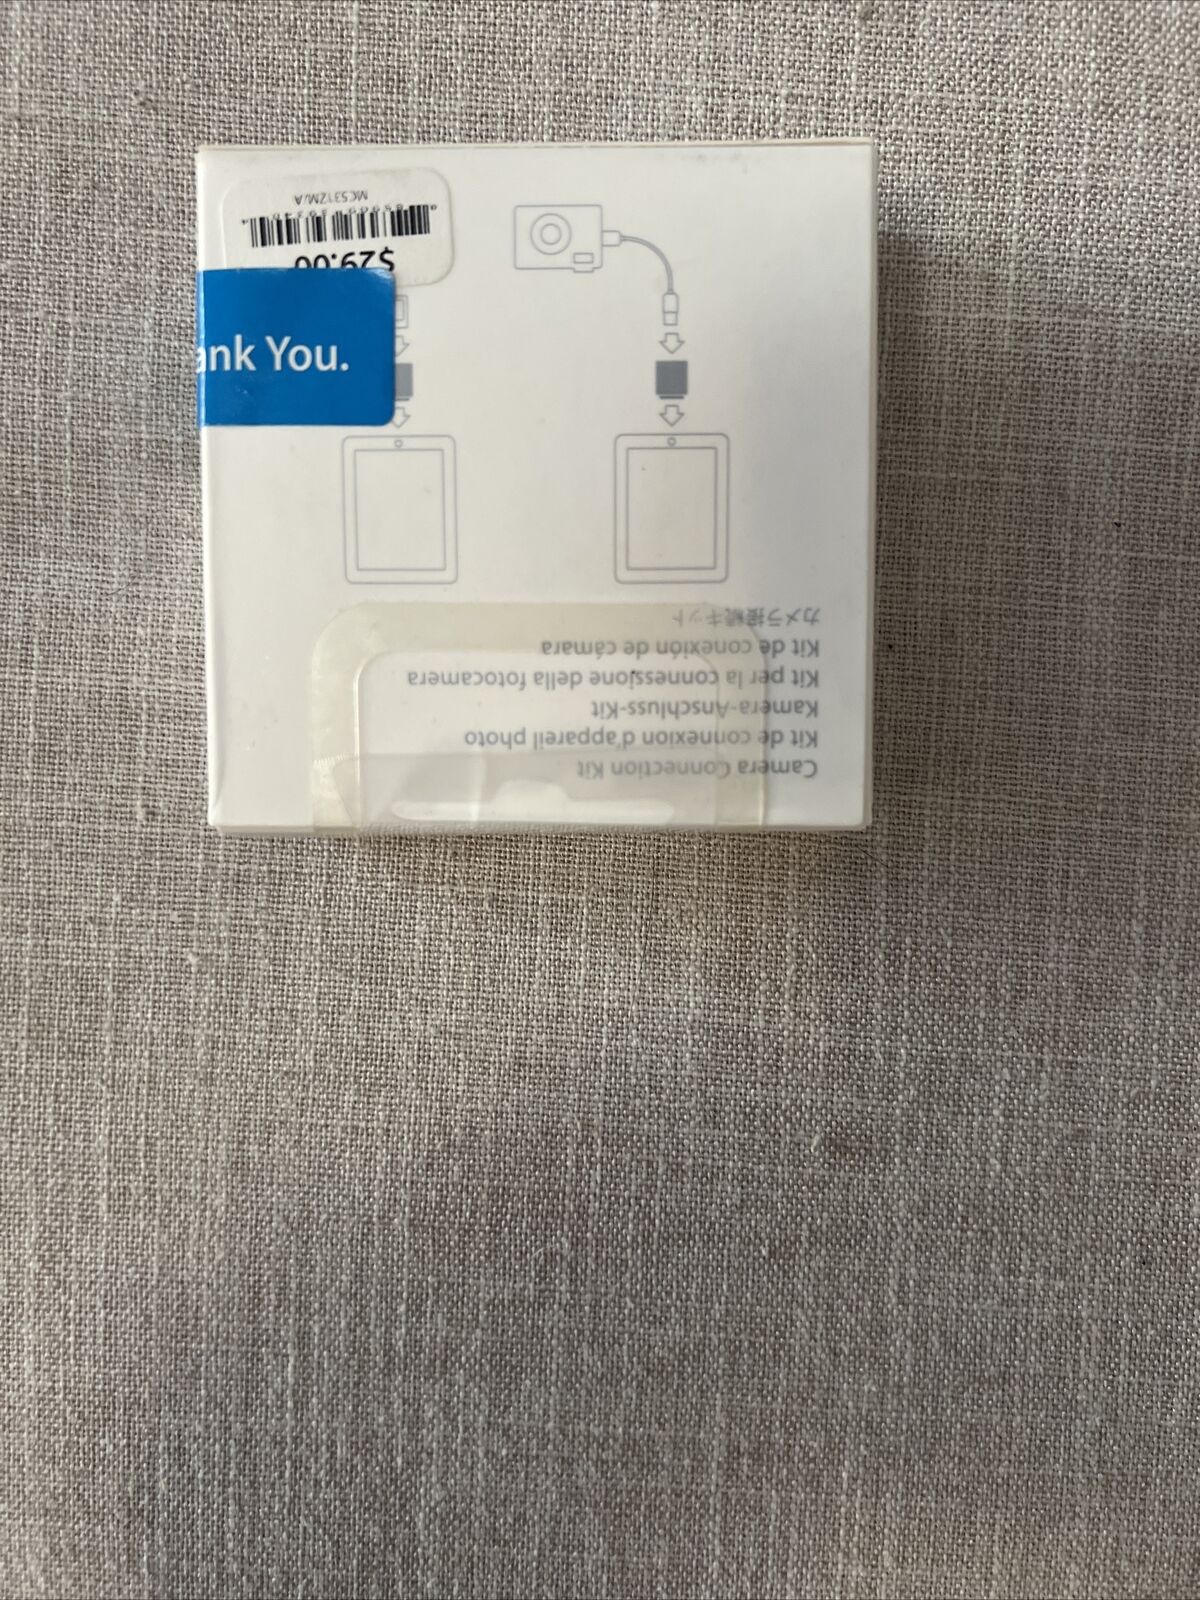 Camera Connection Kit
Kit de connexion d'appareil photo
Kamera-Anschluss-Kit
Kit per la connessione della fotocamera
Kit de conexión de cámara
カメラ接続キット
ank You.
$29.00
MC531ZM/A